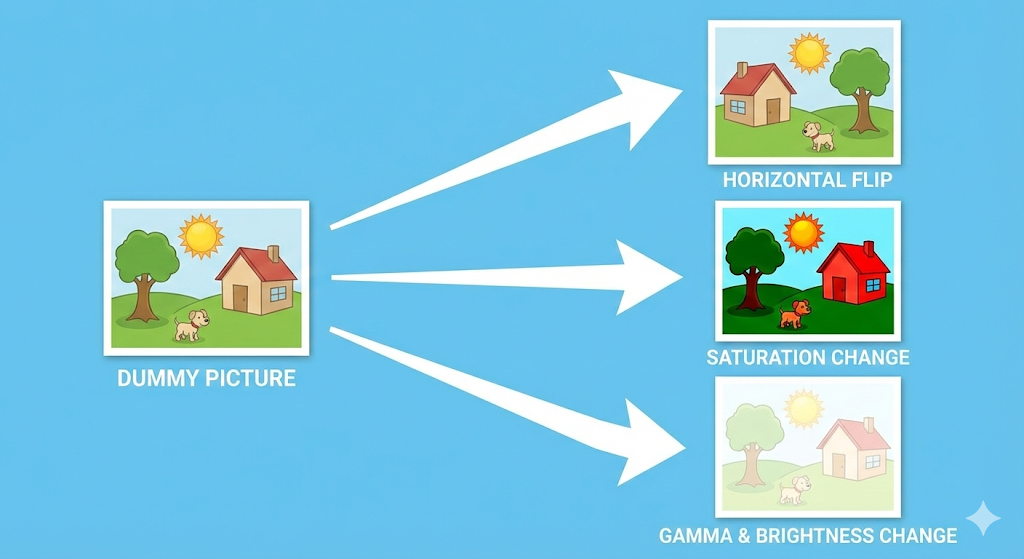 HORIZONTAL FLIP
DUMMY PICTURE
SATURATION CHANGE
GAMMA & BRIGHTNESS CHANGE